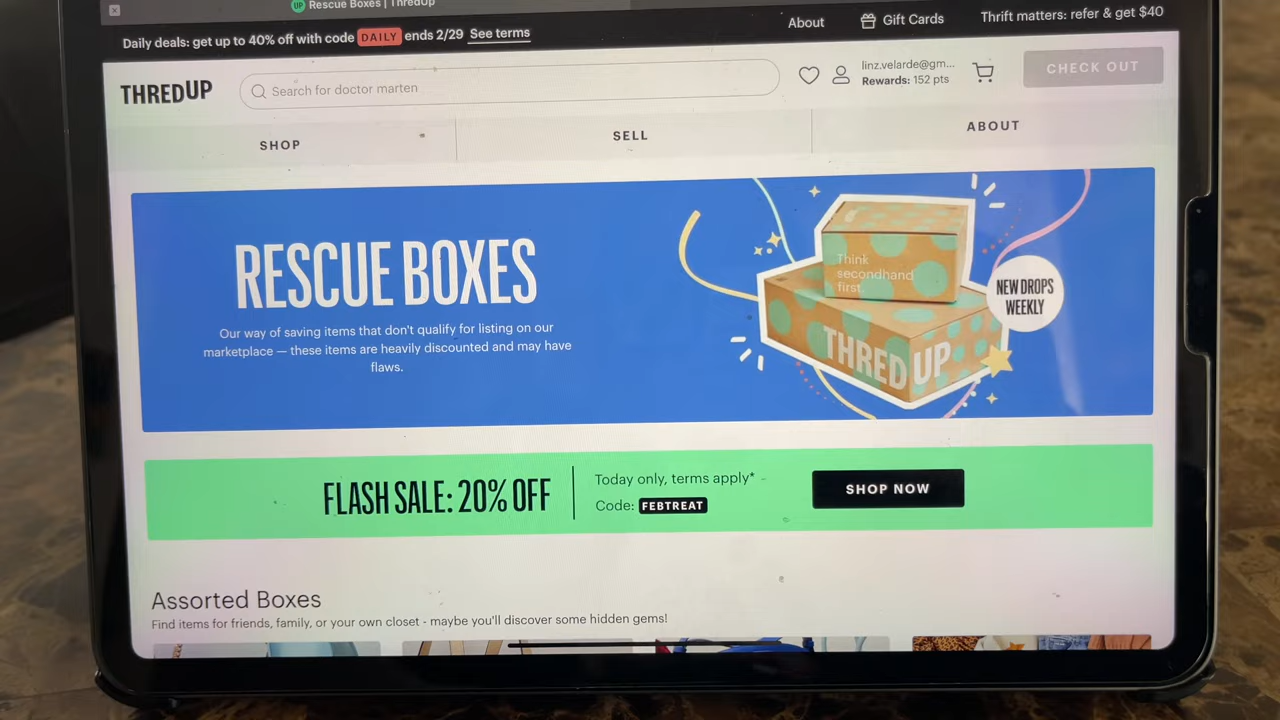 Rescue Boxes | ThredUp
Daily deals: get up to 40% off with code DAILY ends 2/29 See terms
About
Gift Cards
Thrift matters: refer & get $40
THREDUP
Search for doctor marten
linz.velarde@gm...
Rewards: 152 pts
CHECK OUT
SHOP
SELL
ABOUT
RESCUE BOXES
Our way of saving items that don't qualify for listing on our
marketplace — these items are heavily discounted and may have
flaws.
Think
secondhand
first.
THREDUP
NEW DROPS
WEEKLY
FLASH SALE: 20% OFF
Today only, terms apply*
Code: FEBTREAT
SHOP NOW
Assorted Boxes
Find items for friends, family, or your own closet - maybe you'll discover some hidden gems!